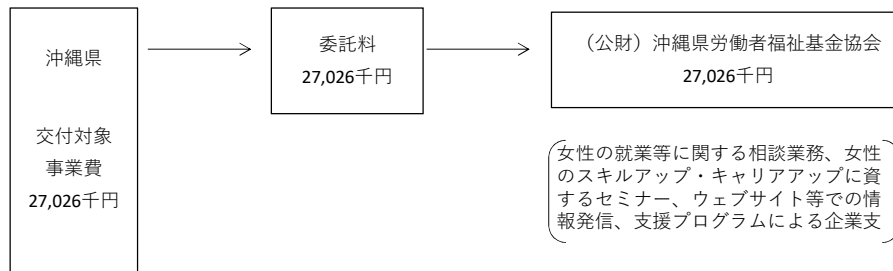 沖縄県
交付対象
事業費
27,026千円
委託料
27,026千円
（公財）沖縄県労働者福祉基金協会
27,026千円
女性の就業等に関する相談業務、女性
のスキルアップ・キャリアアップに資
するセミナー、ウェブサイト等での情
報発信、支援プログラムによる企業支